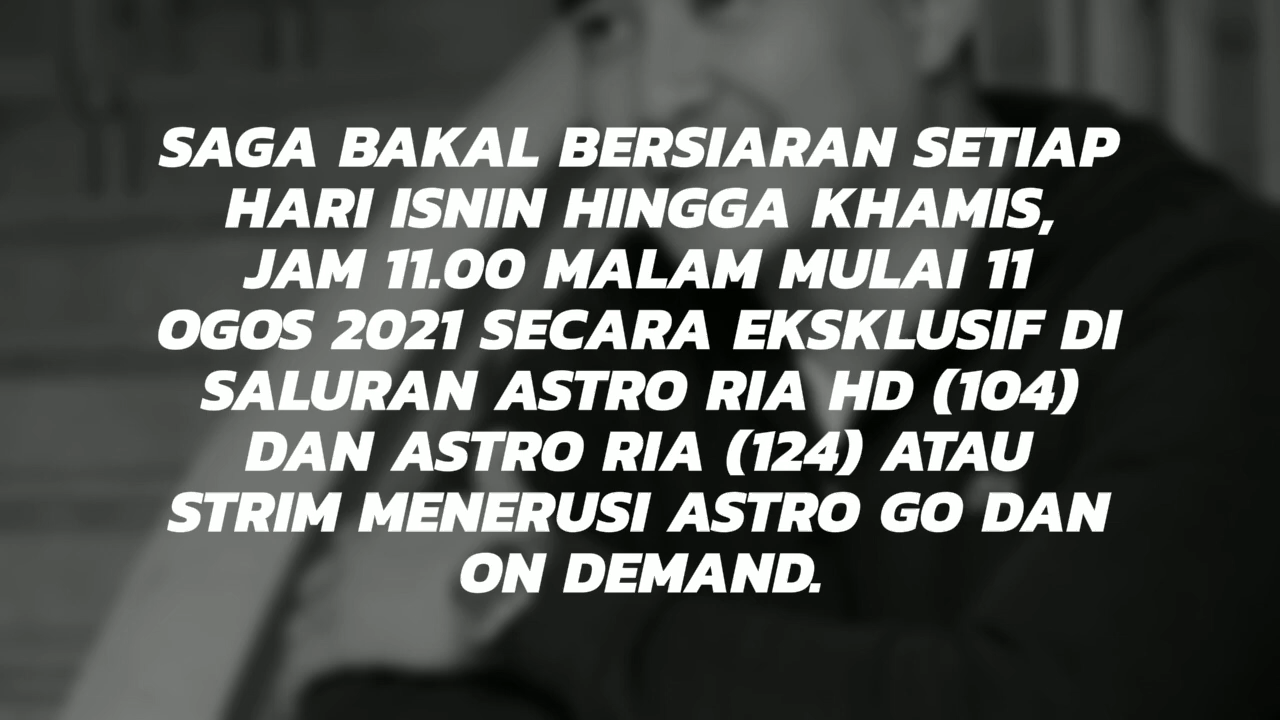 SAGA BAKAL BERSIARAN SETIAP
HARI ISNIN HINGGA KHAMIS,
JAM 11.00 MALAM MULAI 11
OGOS 2021 SECARA EKSKLUSIF DI
SALURAN ASTRO RIA HD (104)
DAN ASTRO RIA (124) ATAU
STRIM MENERUSI ASTRO GO DAN
ON DEMAND.